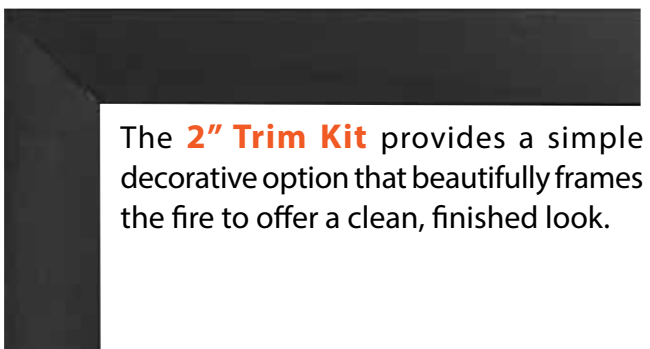 The 2” Trim Kit provides a simple
decorative option that beautifully frames
the fire to offer a clean, finished look.